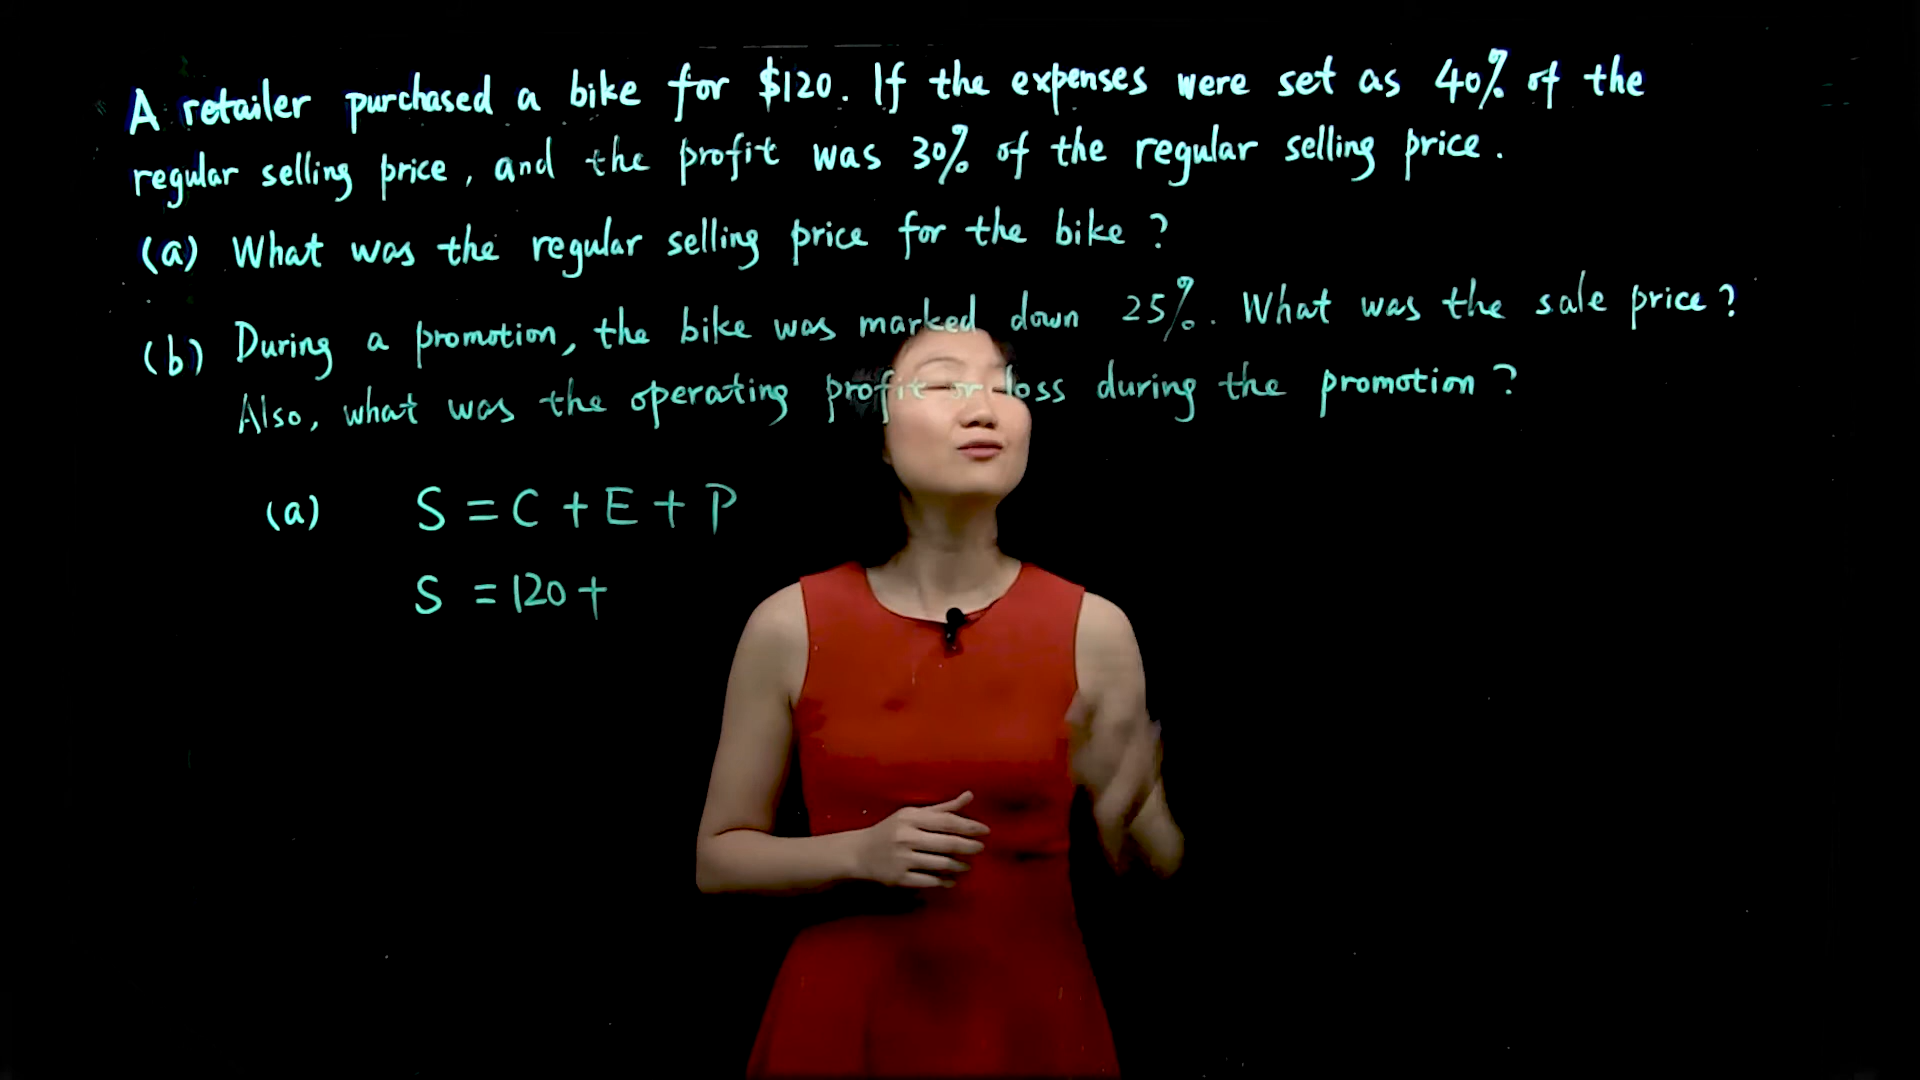 A retailer purchased a bike for $120. If the expenses were set as 40% of the
regular selling price, and the profit was 30% of the regular selling price.
(a) What was the regular selling price for the bike?
(b) During a promotion, the bike was marked down 25%. What was the sale price?
Also, what was the operating profit or loss during the promotion?
(a) S = C + E + P
S = 120 +